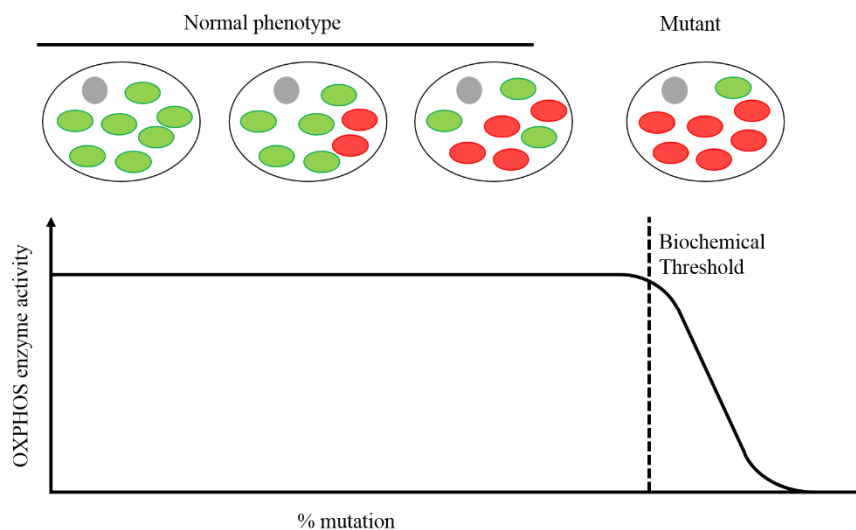 Normal phenotype
Mutant
Biochemical
Threshold
OXPHOS enzyme activity
% mutation